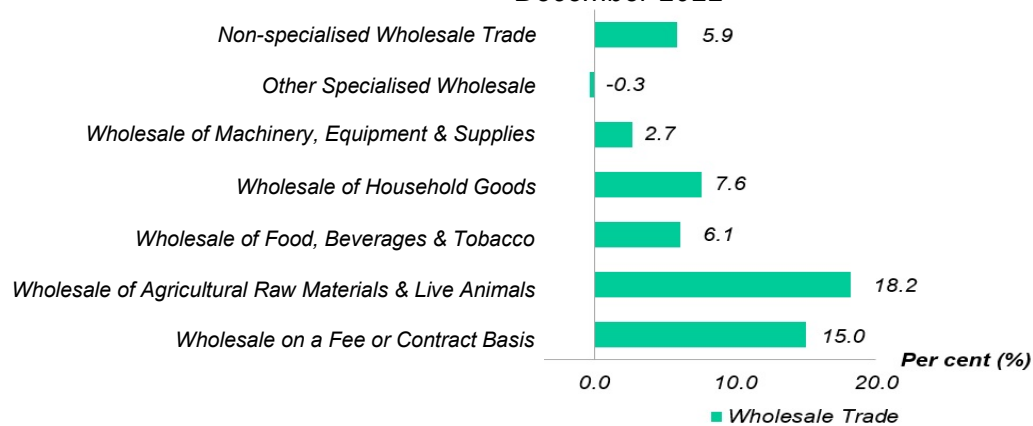 December 2022
Non-specialised Wholesale Trade 5.9
Other Specialised Wholesale -0.3
Wholesale of Machinery, Equipment & Supplies 2.7
Wholesale of Household Goods 7.6
Wholesale of Food, Beverages & Tobacco 6.1
Wholesale of Agricultural Raw Materials & Live Animals 18.2
Wholesale on a Fee or Contract Basis 15.0
Per cent (%)
0.0 10.0 20.0
Wholesale Trade